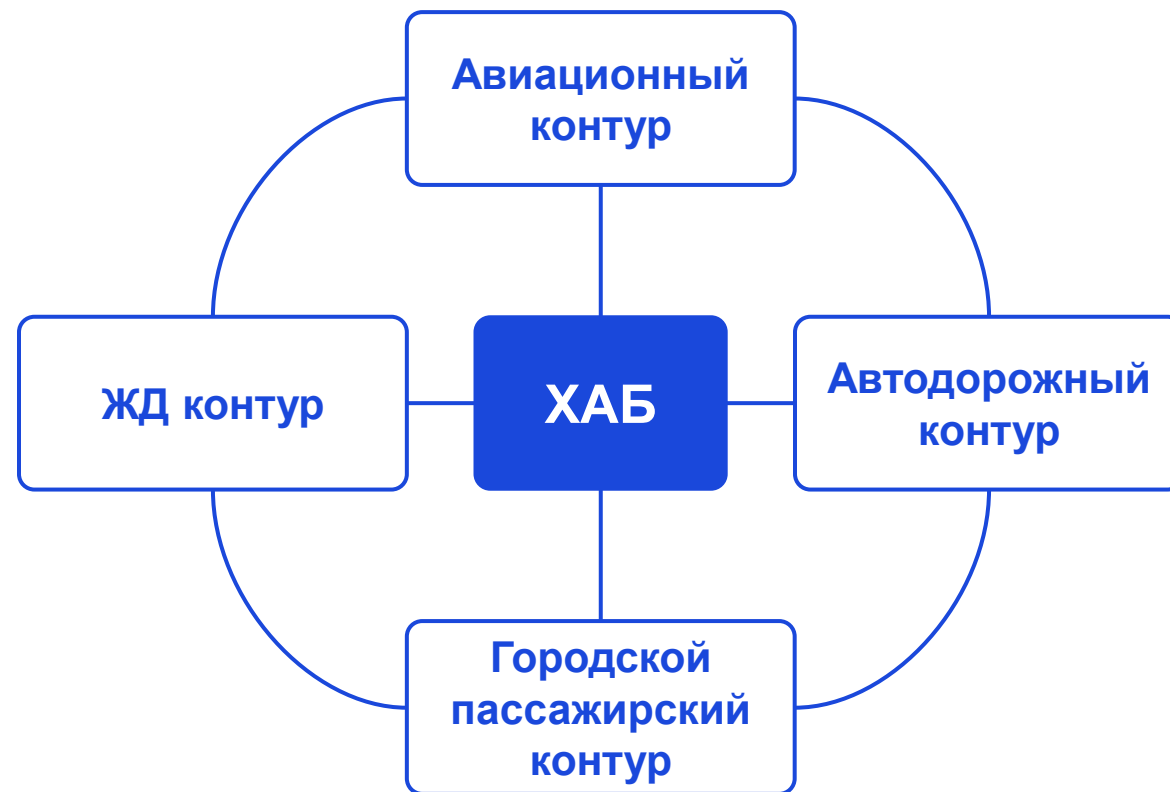 Авиационный
контур
ЖД контур
ХАБ
Автодорожный
контур
Городской
пассажирский
контур